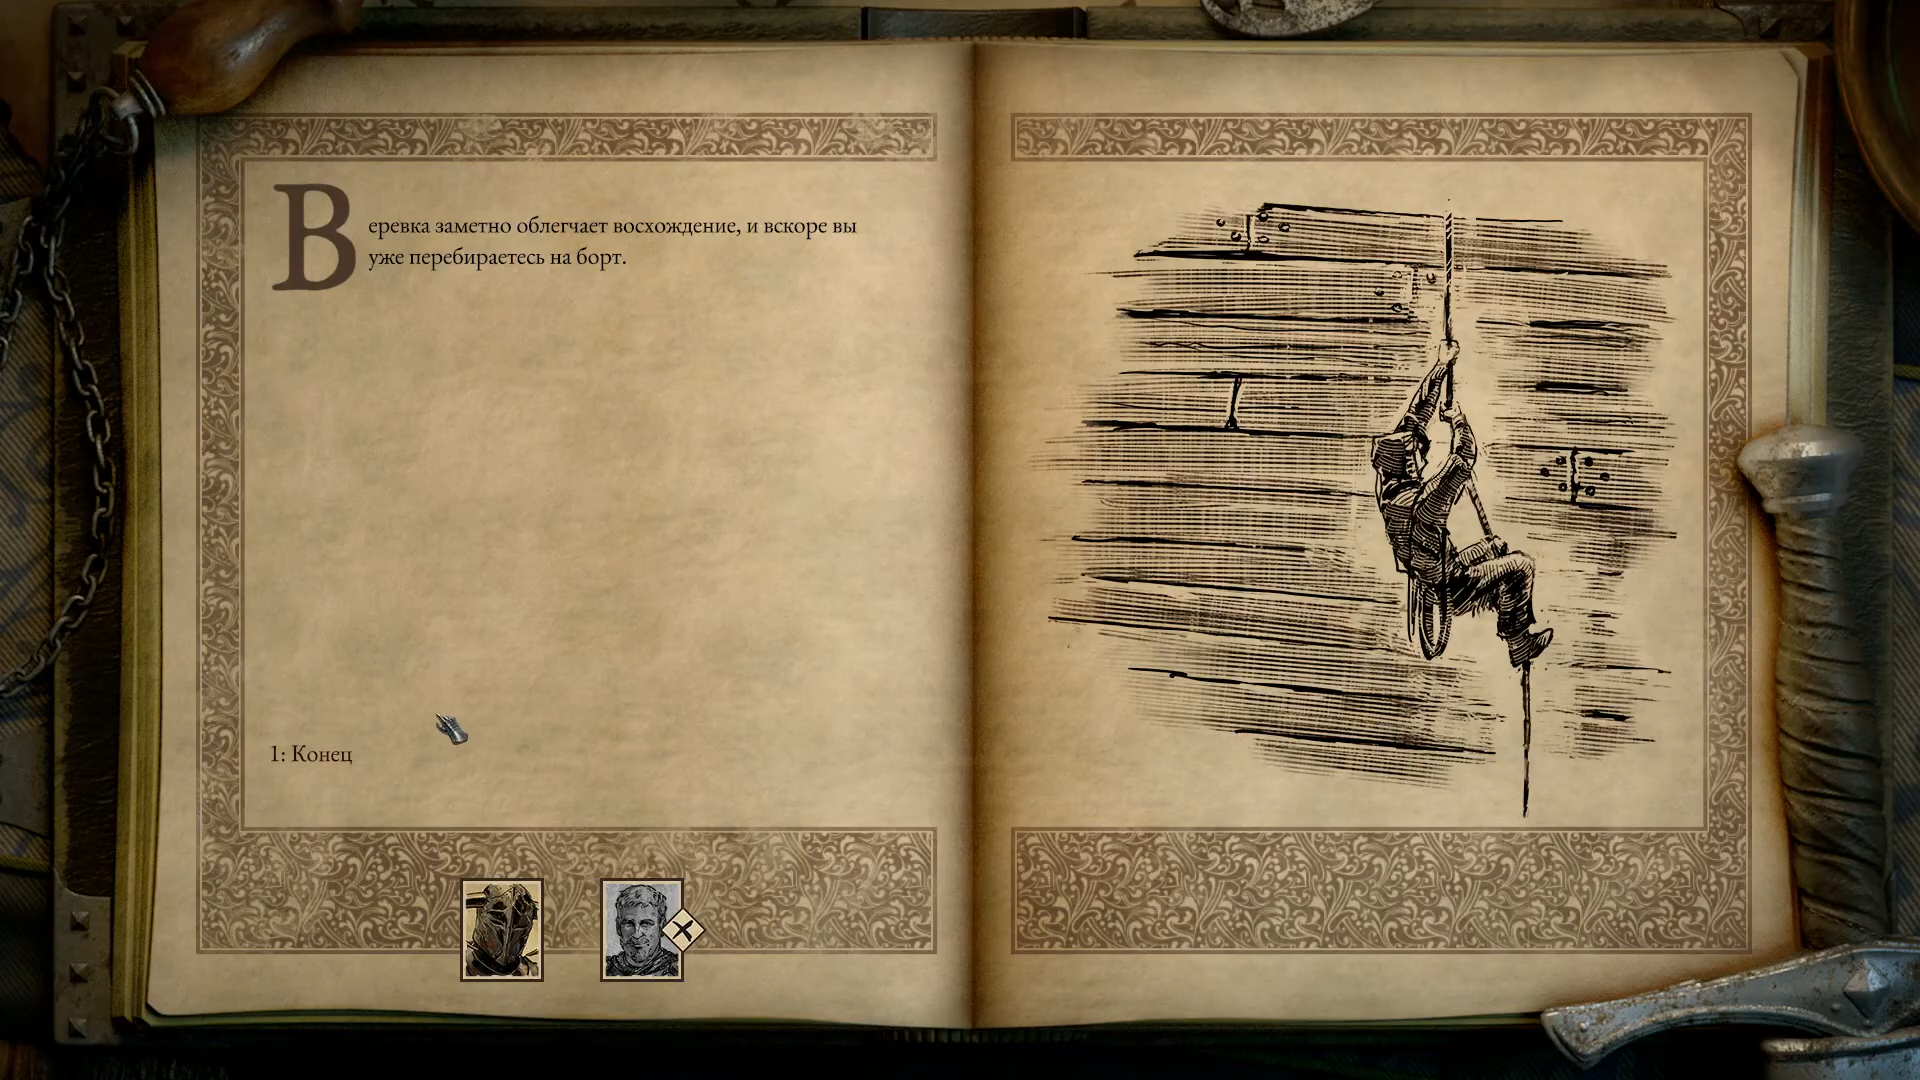 Веревка заметно облегчает восхождение, и вскоре вы
уже перебираетесь на борт.
1: Конец